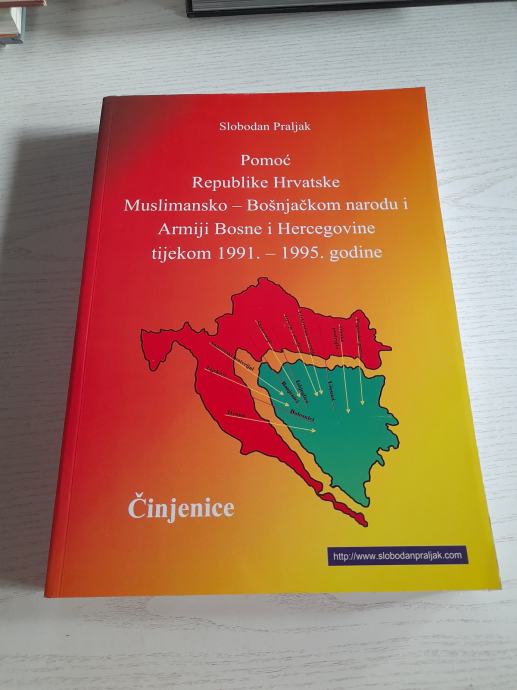 Slobodan Praljak
Pomoć
Republike Hrvatske
Muslimansko – Bošnjačkom narodu i
Armiji Bosne i Hercegovine
tijekom 1991. – 1995. godine
Činjenice
http://www.slobodanpraljak.com